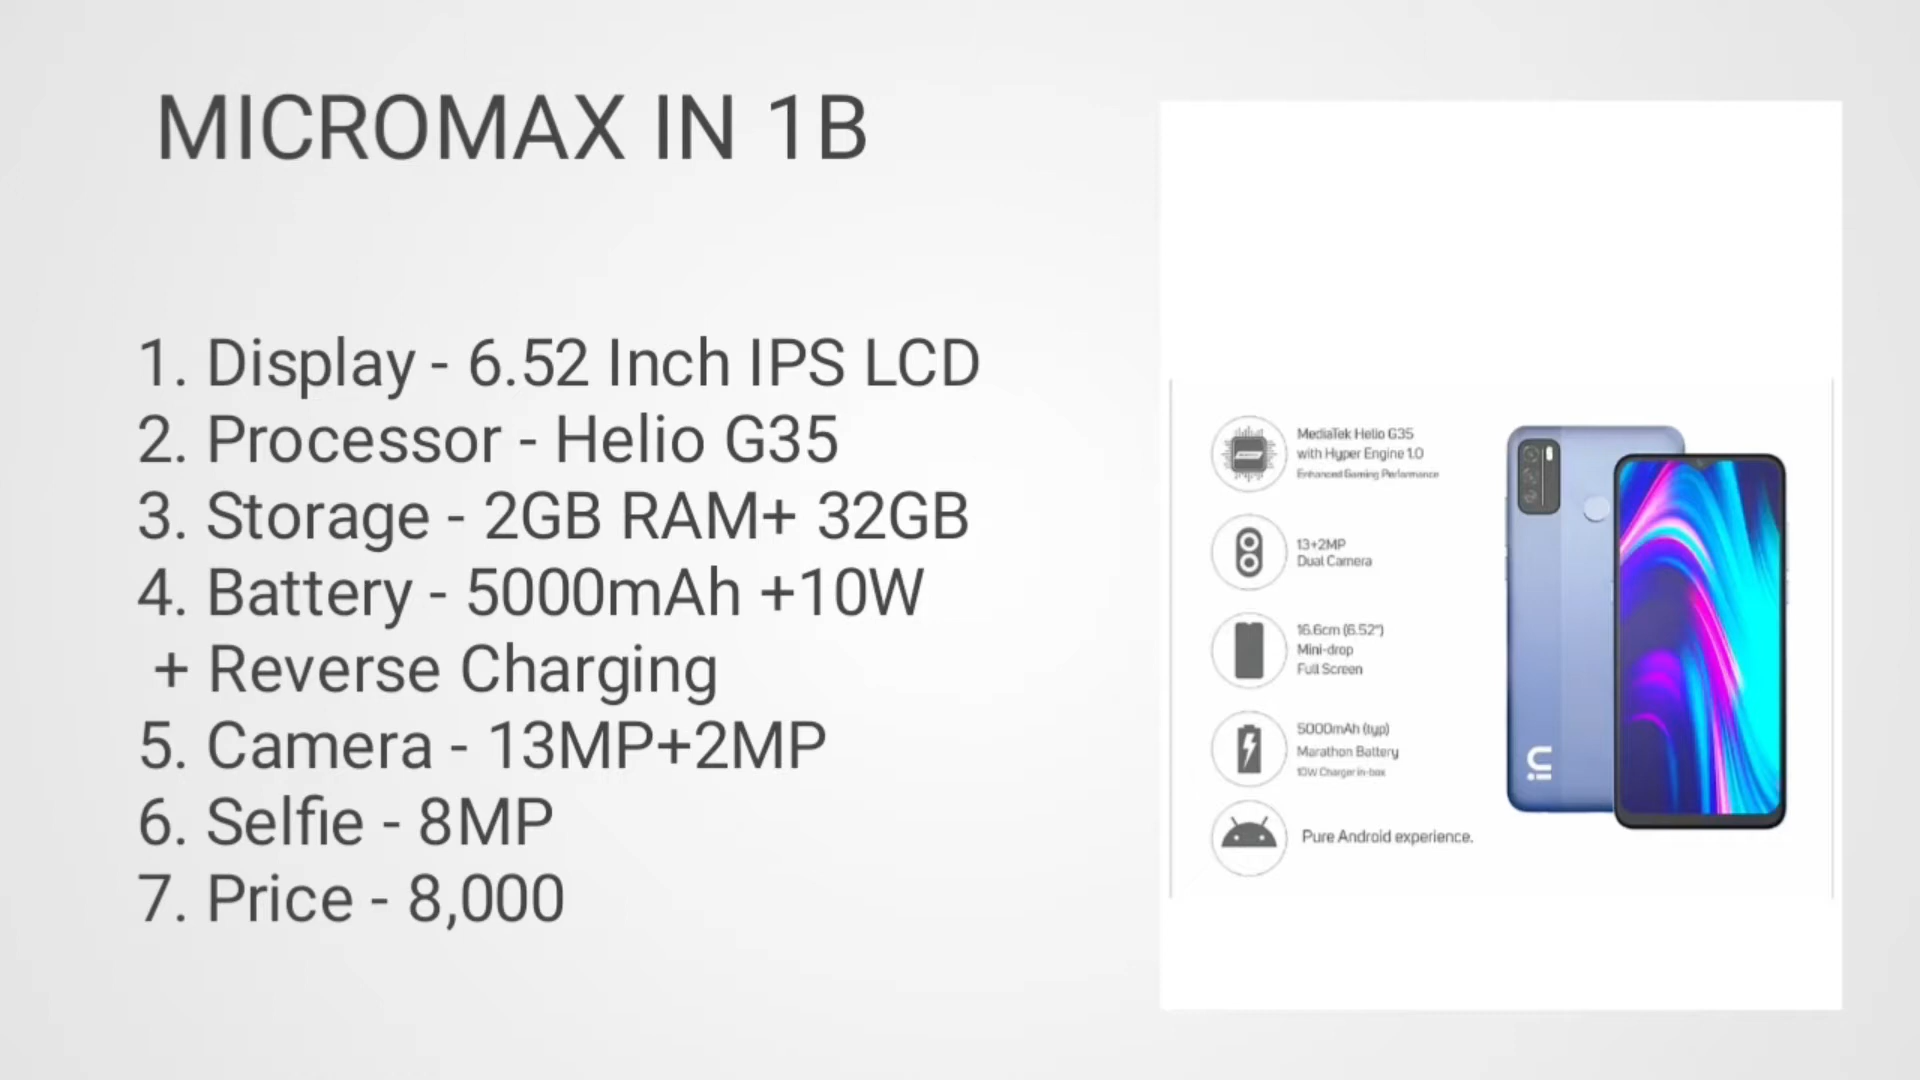 MICROMAX IN 1B
1. Display - 6.52 Inch IPS LCD
2. Processor - Helio G35
3. Storage - 2GB RAM+ 32GB
4. Battery - 5000mAh +10W
+ Reverse Charging
5. Camera - 13MP+2MP
6. Selfie - 8MP
7. Price - 8,000
MediaTek Helio G35
with Hyper Engine 1.0
Enhanced Gaming Performance
13+2MP
Dual Camera
16.6cm (6.52")
Mini-drop
Full Screen
5000mAh (typ)
Marathon Battery
10W Charger in-box
Pure Android experience.
in